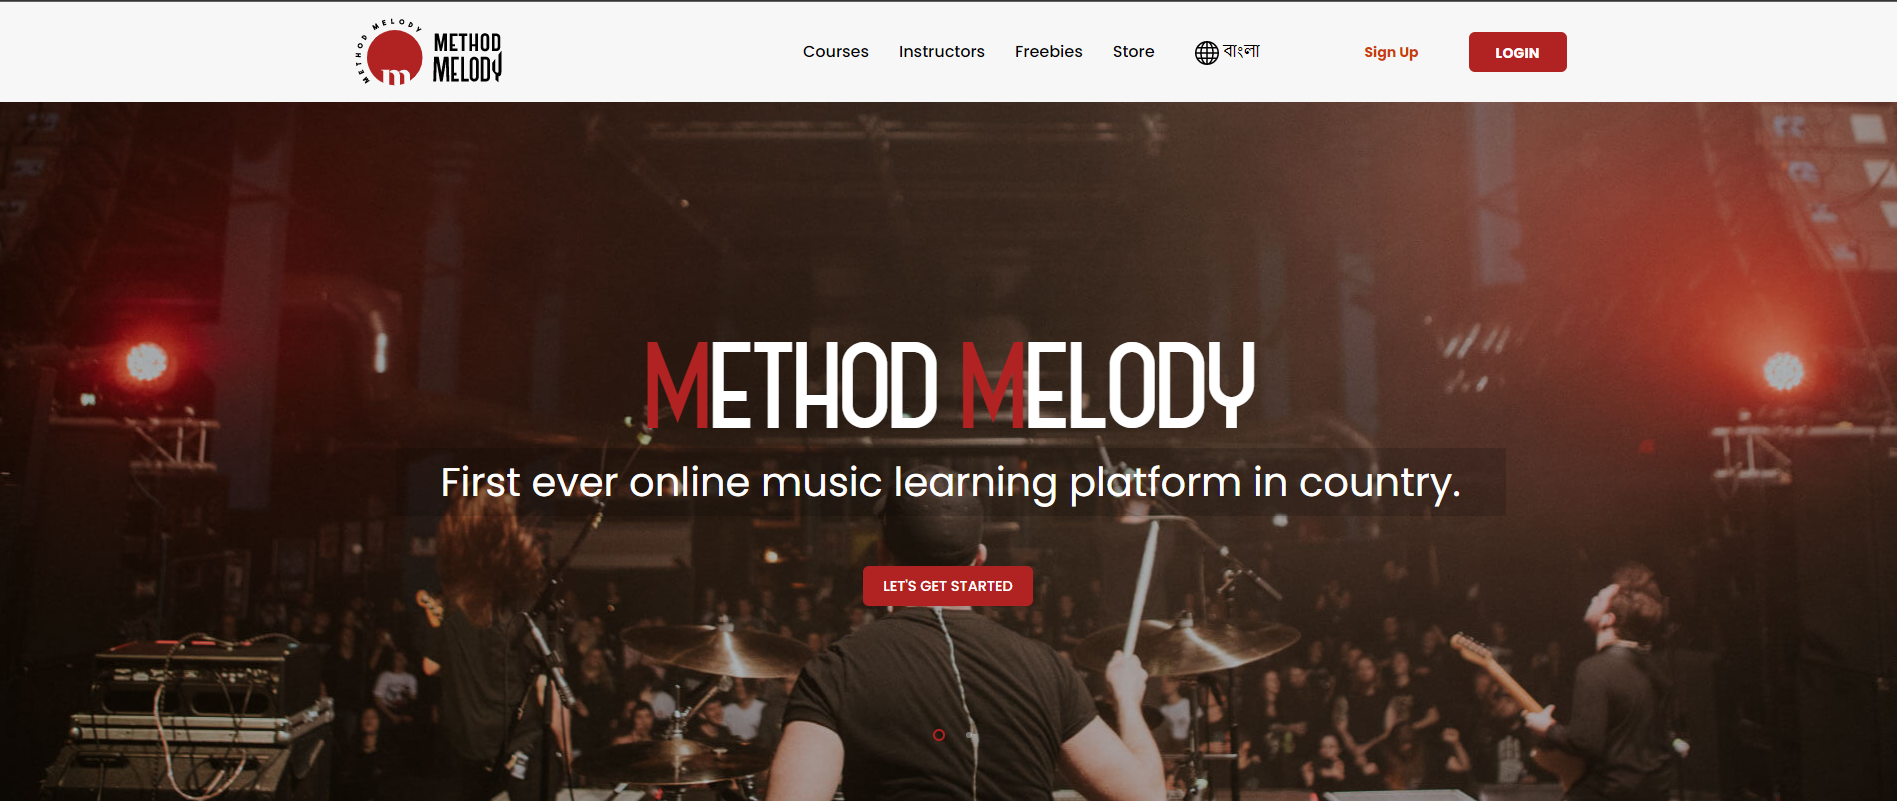 METHOD MELODY
METHOD
MELODY
m
Courses
Instructors
Freebies
Store
বাংলা
Sign Up
LOGIN
METHOD MELODY
First ever online music learning platform in country.
LET'S GET STARTED